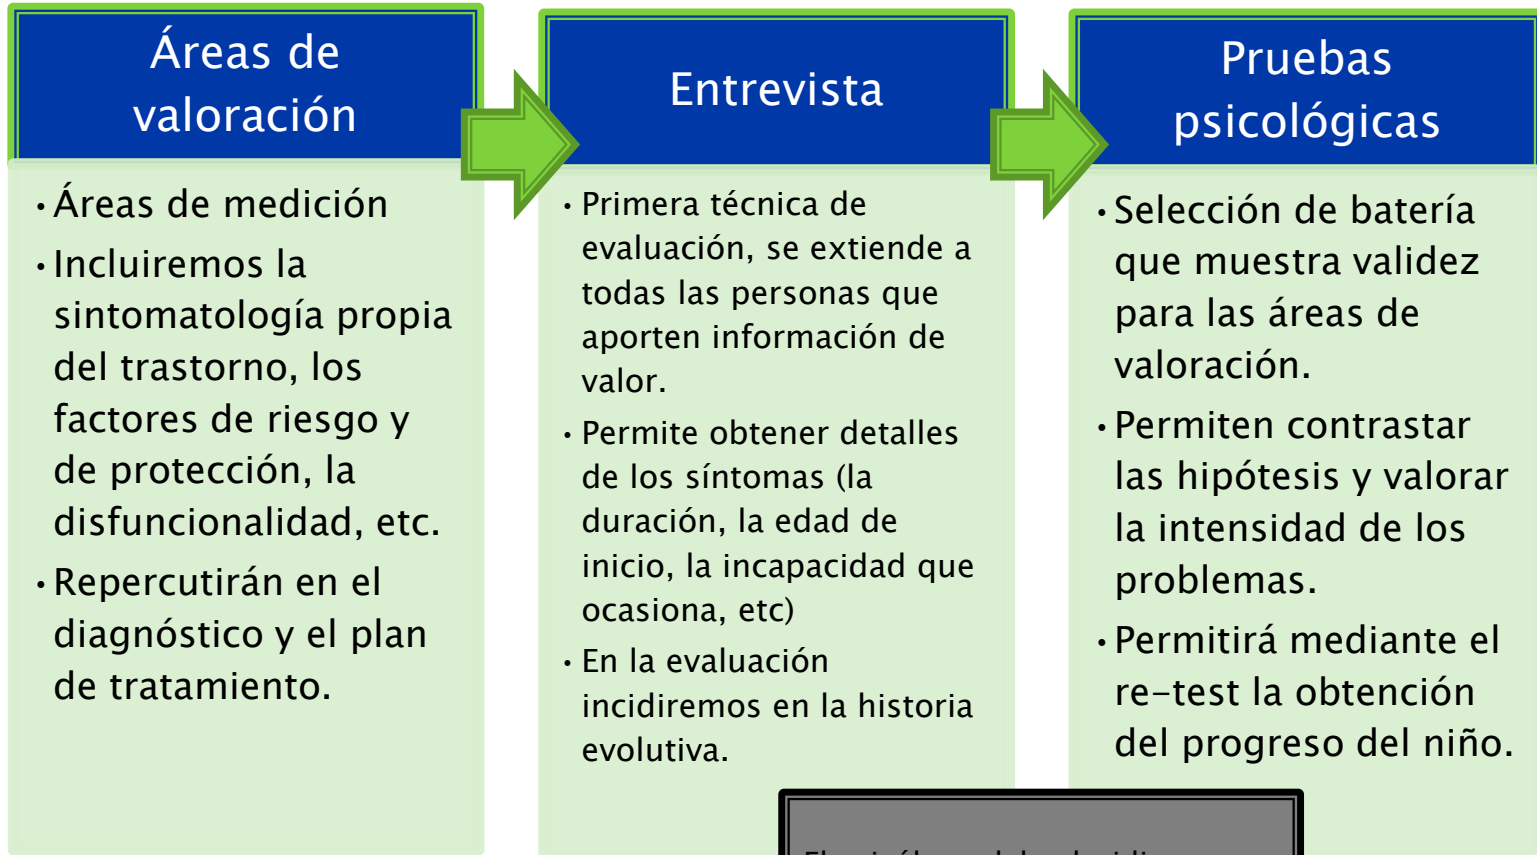 Áreas de
valoración
• Áreas de medición
• Incluiremos la
sintomatología propia
del trastorno, los
factores de riesgo y
de protección, la
disfuncionalidad, etc.
• Repercutirán en el
diagnóstico y el plan
de tratamiento.
Entrevista
• Primera técnica de
evaluación, se extiende a
todas las personas que
aporten información de
valor.
• Permite obtener detalles
de los síntomas (la
duración, la edad de
inicio, la incapacidad que
ocasiona, etc)
• En la evaluación
incidiremos en la historia
evolutiva.
Pruebas
psicológicas
• Selección de batería
que muestra validez
para las áreas de
valoración.
• Permiten contrastar
las hipótesis y valorar
la intensidad de los
problemas.
• Permitirá mediante el
re-test la obtención
del progreso del niño.